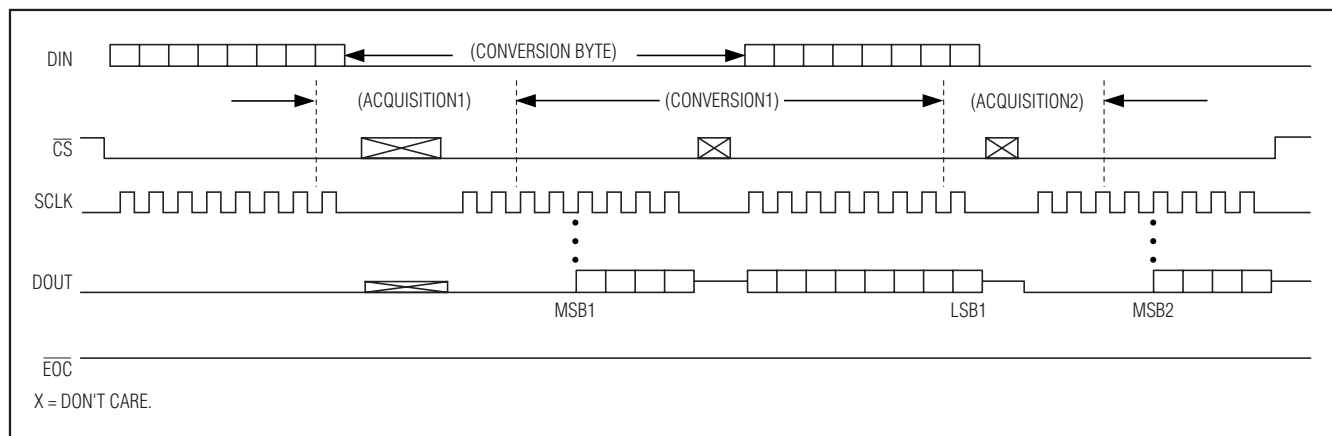 DIN
(CONVERSION BYTE)
(ACQUISITION1)
(CONVERSION1)
(ACQUISITION2)
CS
SCLK
DOUT
MSB1
LSB1
MSB2
EOC
X = DON'T CARE.